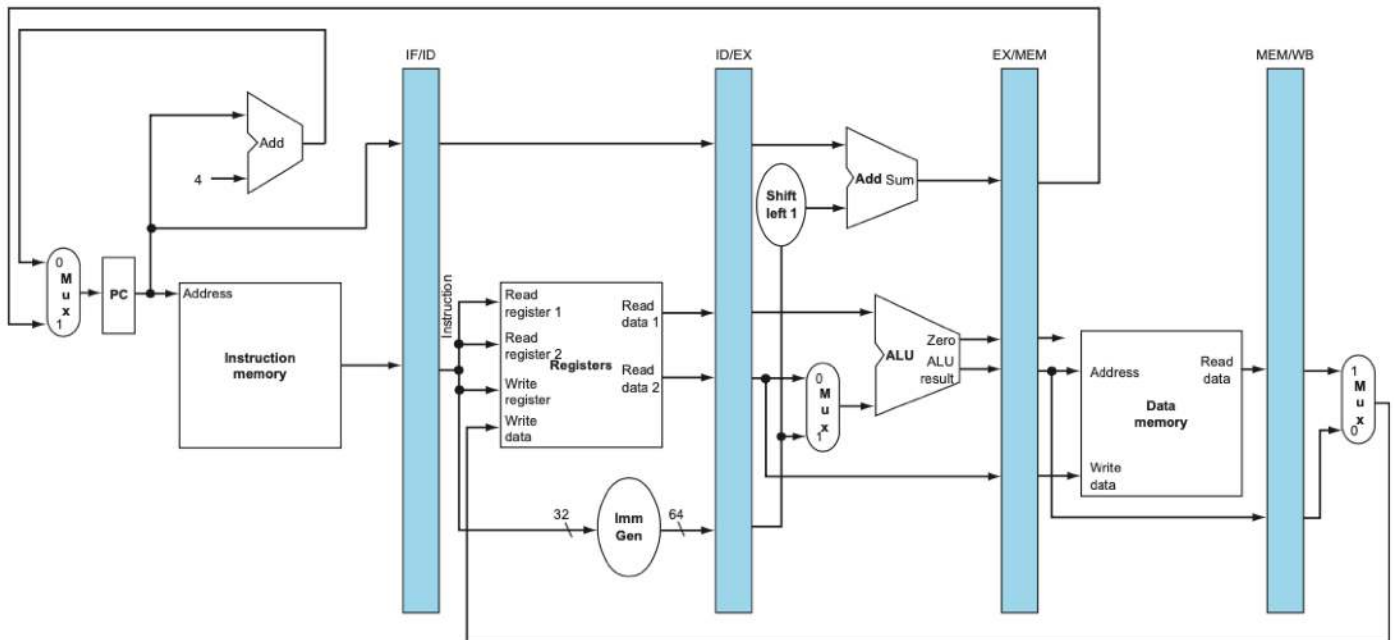 IF/ID
ID/EX
EX/MEM
MEM/WB
Add
4
Shift
left 1
Add Sum
0
M
u
x
1
PC
Address
Instruction
memory
Instruction
Read
register 1
Read
register 2
Write
register
Write
data
Registers
Read
data 1
Read
data 2
32
Imm
Gen
64
0
M
u
x
1
Zero
ALU
ALU
result
Address
Read
data
Data
memory
Write
data
1
M
u
x
0